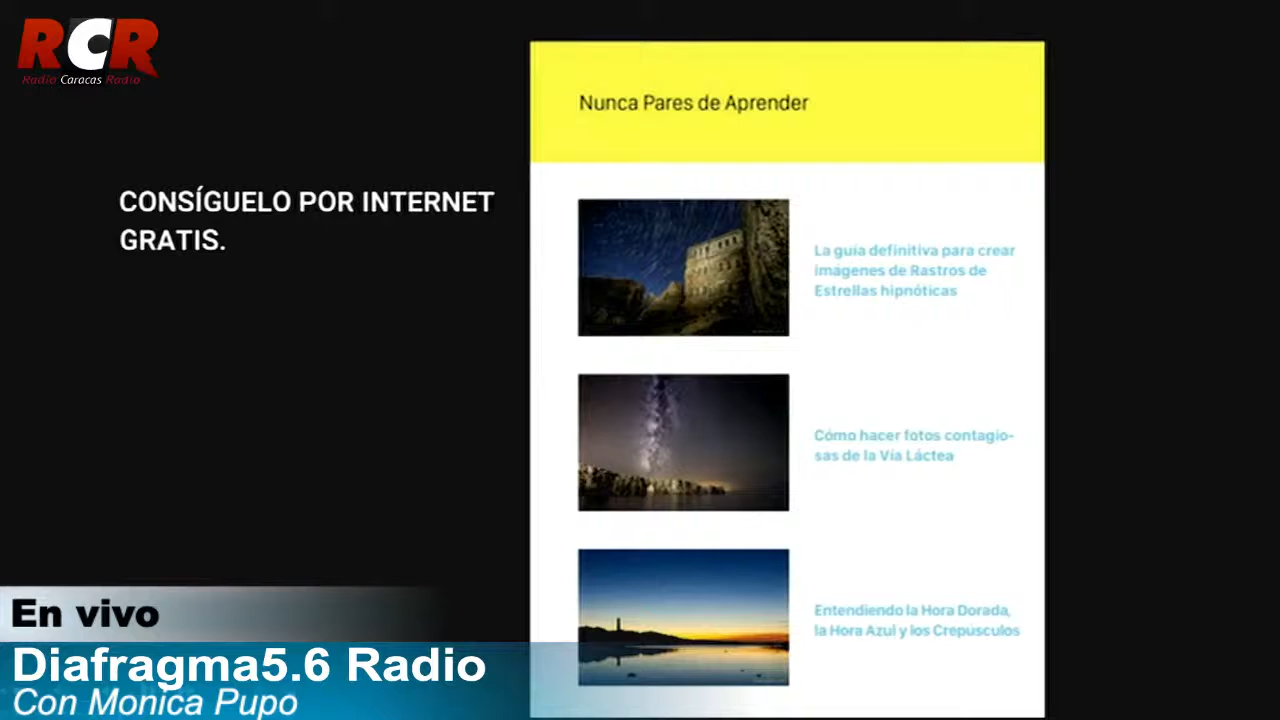 RCR
Radio Caracas Radio
Nunca Pares de Aprender
CONSÍGUELO POR INTERNET
GRATIS.
La guía definitiva para crear
imágenes de Rastros de
Estrellas hipnóticas
Cómo hacer fotos contagio-
sas de la Vía Láctea
Entendiendo la Hora Dorada,
la Hora Azul y los Crepúsculos
En vivo
Diafragma5.6 Radio
Con Monica Pupo